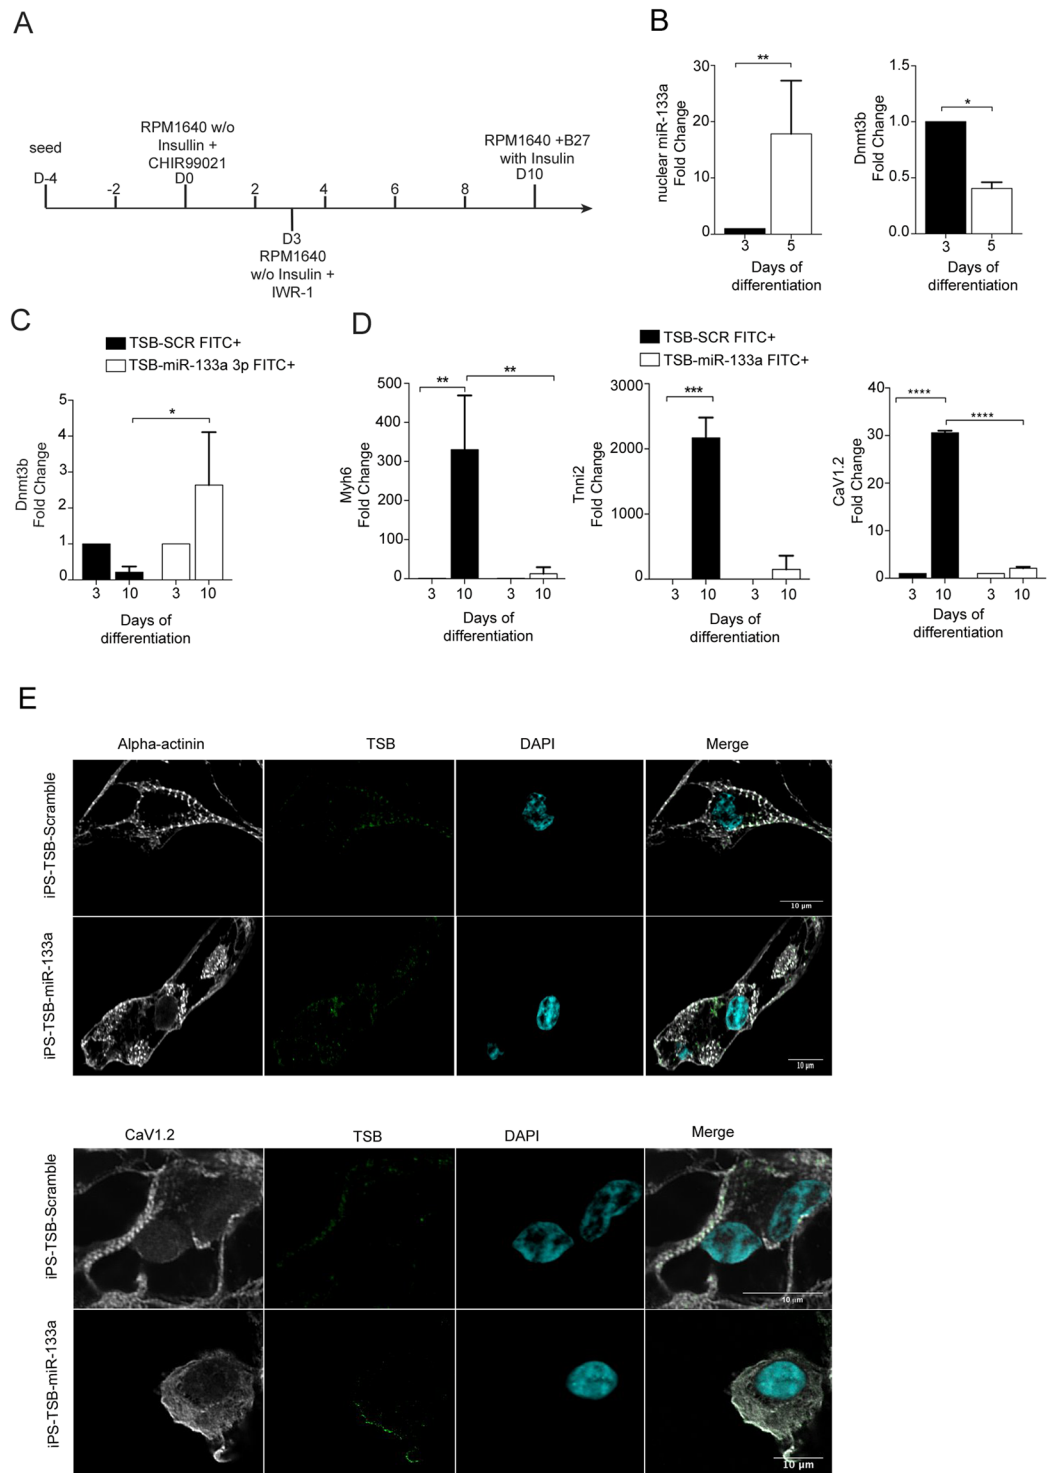 A
seed
D-4
-2
RPM1640 w/o
Insullin +
CHIR99021
D0
2
4
6
8
RPM1640 +B27
with Insulin
D10
D3
RPM1640
w/o Insulin +
IWR-1
B
nuclear miR-133a
Fold Change
30
20
10
0
**
3
5
Days of
differentiation
Dnmt3b
Fold Change
1.5
1.0
0.5
0.0
*
3
5
Days of
differentiation
C
TSB-SCR FITC+
TSB-miR-133a 3p FITC+
Dnmt3b
Fold Change
5
4
3
2
1
0
*
3
10
3
10
Days of
differentiation
D
TSB-SCR FITC+
TSB-miR-133a FITC+
Myh6
Fold Change
500
400
300
200
100
0
**
**
3
10
3
10
Days of
differentiation
Tnni2
Fold Change
3000
2000
1000
0
***
3
10
3
10
Days of
differentiation
CaV1.2
Fold Change
40
30
20
10
0
****
****
3
10
3
10
Days of
differentiation
E
Alpha-actinin
TSB
DAPI
Merge
iPS-TSB-Scramble
10 µm
iPS-TSB-miR-133a
10 µm
CaV1.2
TSB
DAPI
Merge
iPS-TSB-Scramble
10 µm
iPS-TSB-miR-133a
10 µm